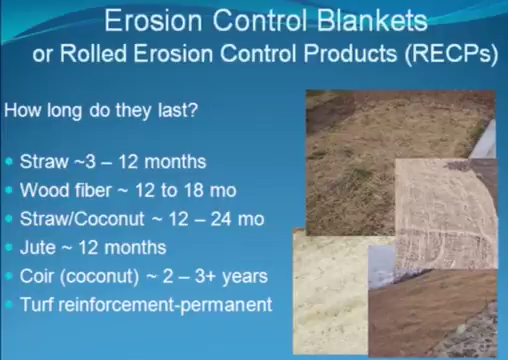 Erosion Control Blankets
or Rolled Erosion Control Products (RECPs)
How long do they last?
Straw ~3 – 12 months
Wood fiber ~ 12 to 18 mo
Straw/Coconut ~ 12 – 24 mo
Jute ~ 12 months
Coir (coconut) ~ 2 – 3+ years
Turf reinforcement-permanent